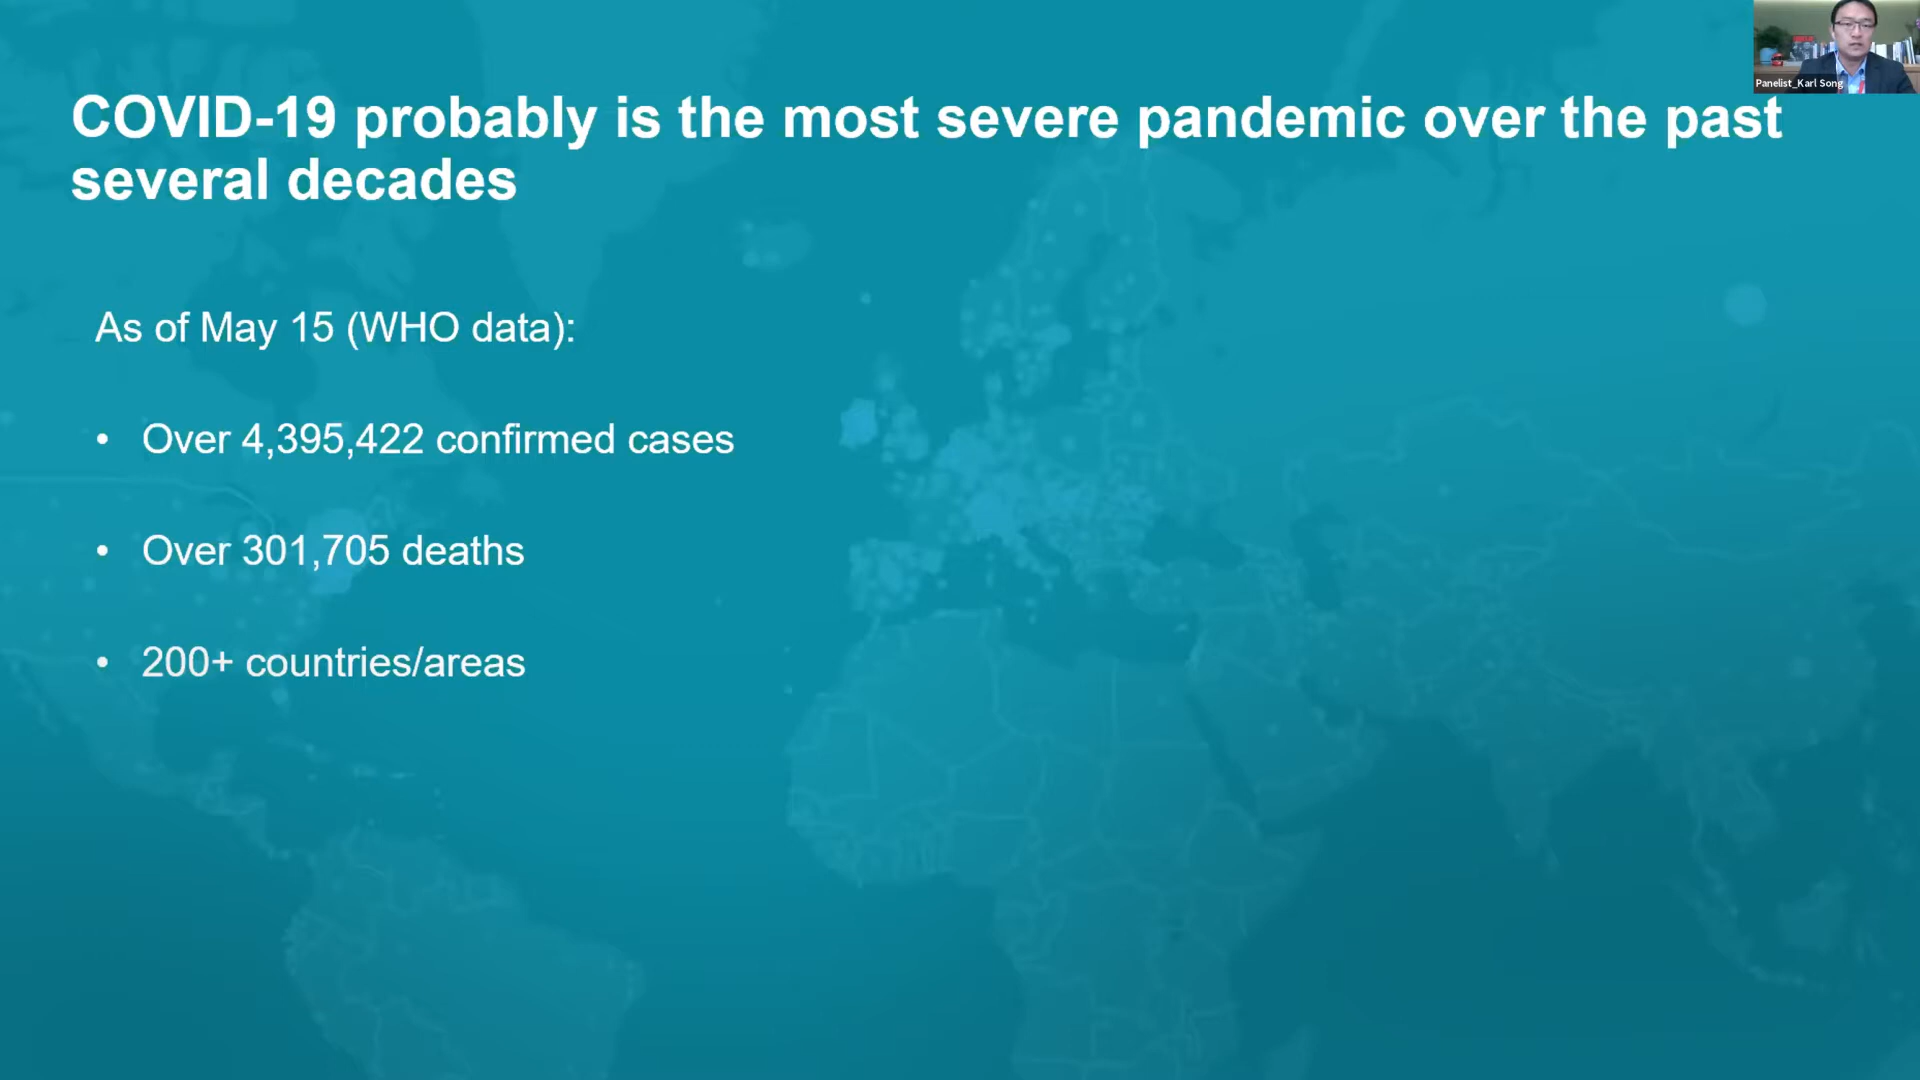 COVID-19 probably is the most severe pandemic over the past
several decades
Panelist_Karl Song
As of May 15 (WHO data):
• Over 4,395,422 confirmed cases
• Over 301,705 deaths
• 200+ countries/areas